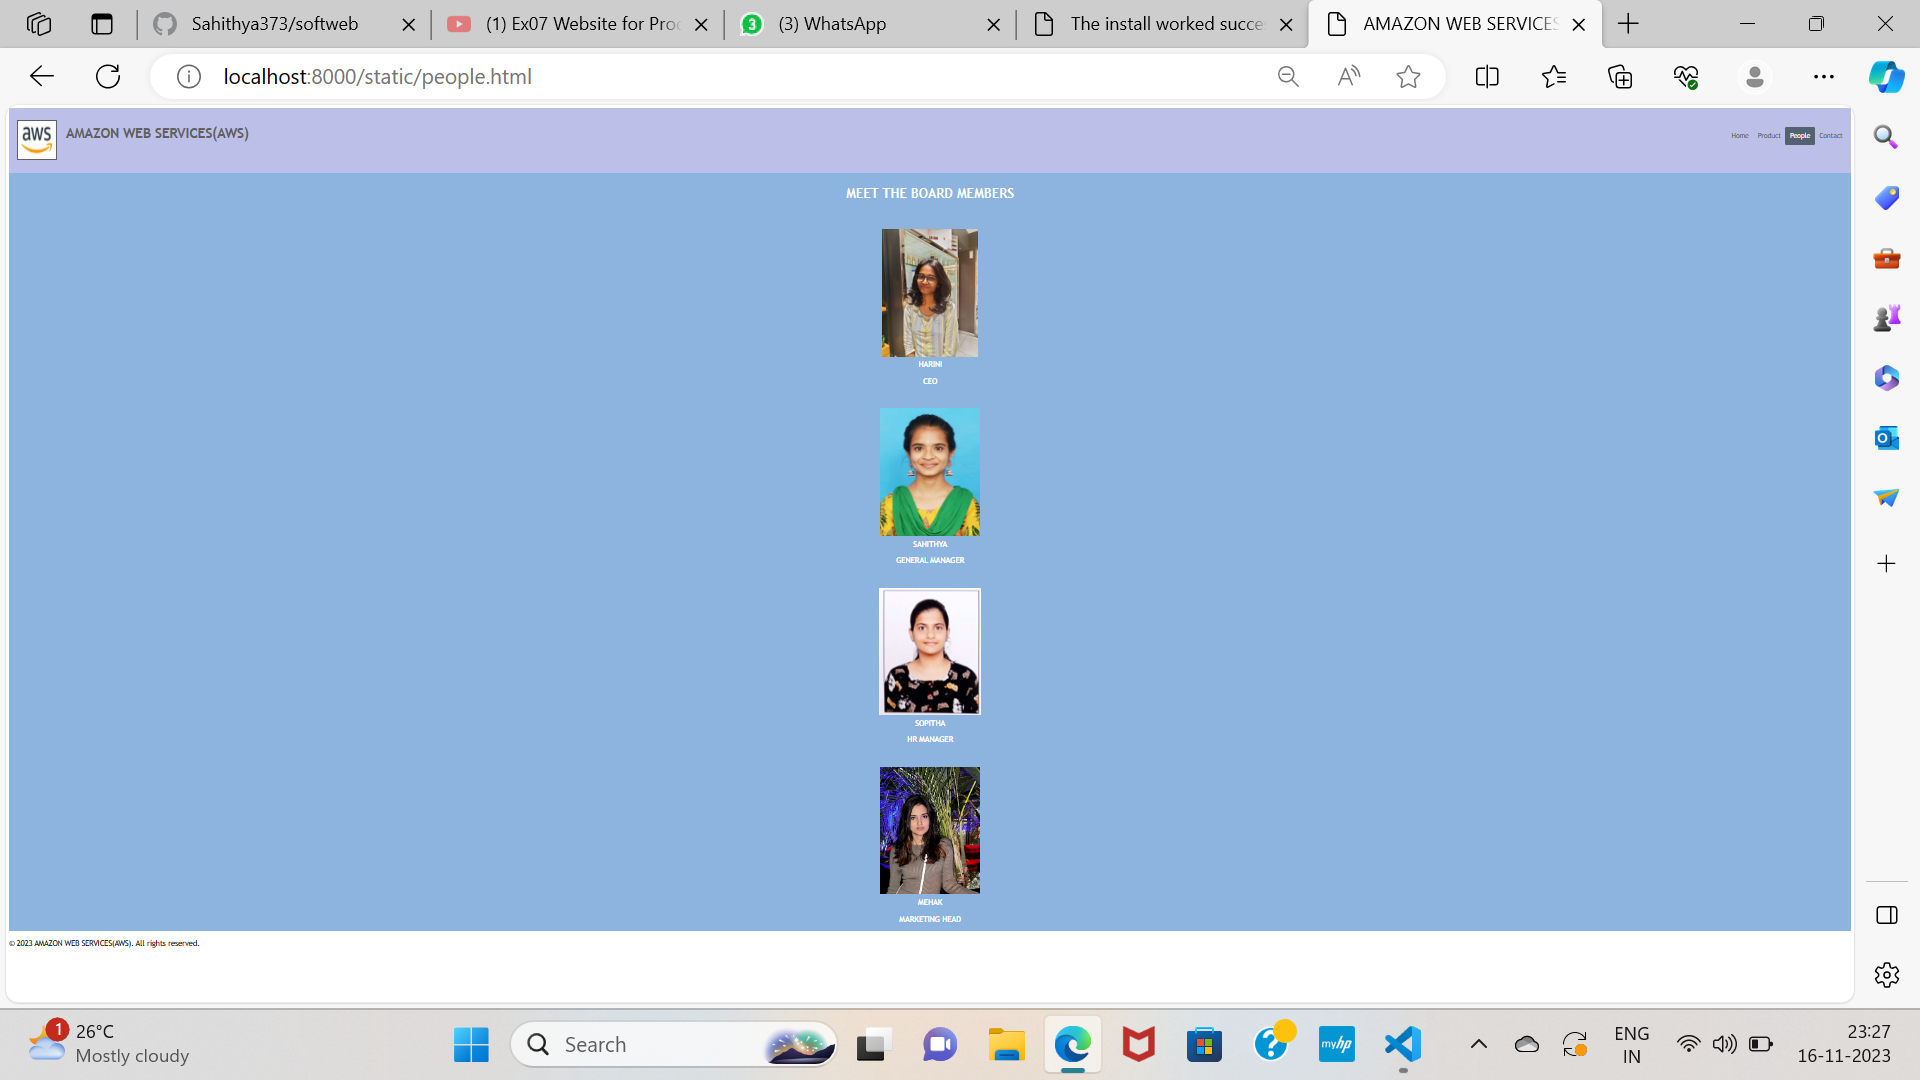 Sahithya373/softweb
(1) Ex07 Website for Proc
(3) WhatsApp
The install worked succe
AMAZON WEB SERVICES
localhost:8000/static/people.html
aws
AMAZON WEB SERVICES(AWS)
Home
Product
People
Contact
MEET THE BOARD MEMBERS
HARINI
CEO
SAHITHYA
GENERAL MANAGER
SOPITHA
HR MANAGER
MEHAK
MARKETING HEAD
© 2023 AMAZON WEB SERVICES(AWS). All rights reserved.
1
26°C
Mostly cloudy
Search
myhp
ENG
IN
23:27
16-11-2023